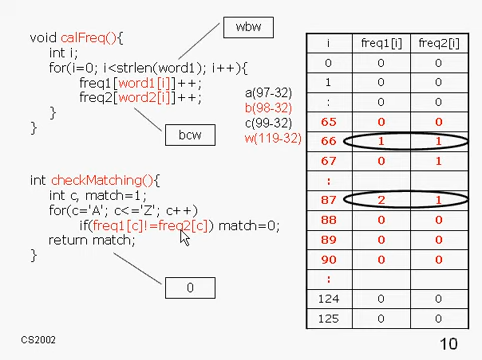 wbw
void calFreq(){
int i;
for(i=0; i<strlen(word1); i++){
freq1[word1[i]]++;
freq2[word2[i]]++;
}
}
bcw
a(97-32)
b(98-32)
c(99-32)
w(119-32)
int checkMatching(){
int c, match=1;
for(c='A'; c<='Z'; c++)
if(freq1[c]!=freq2[c]) match=0;
return match;
}
0
i freq1[i] freq2[i]
0 0 0
1 0 0
:
65 0 0
66 1 1
67 0 1
:
87 2 1
88 0 0
89 0 0
90 0 0
:
124 0 0
125 0 0
CS2002
10